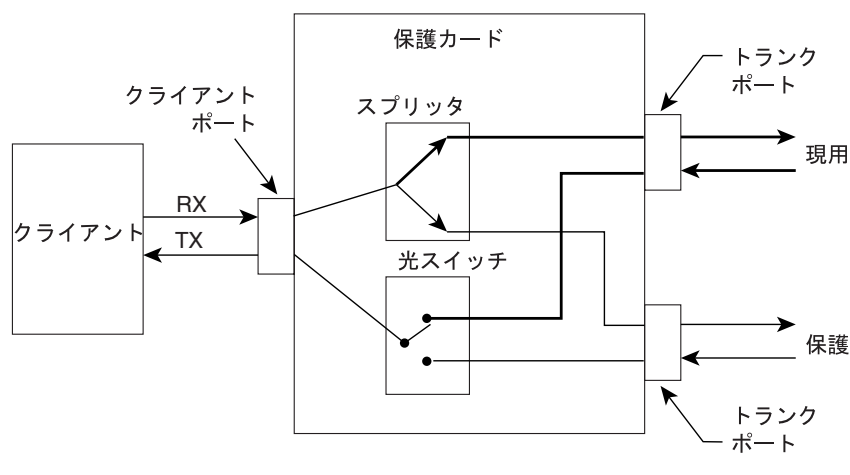 保護カード
トランク
ポート
クライアント
ポート
スプリッタ
現用
RX
クライアント
TX
光スイッチ
保護
トランク
ポート